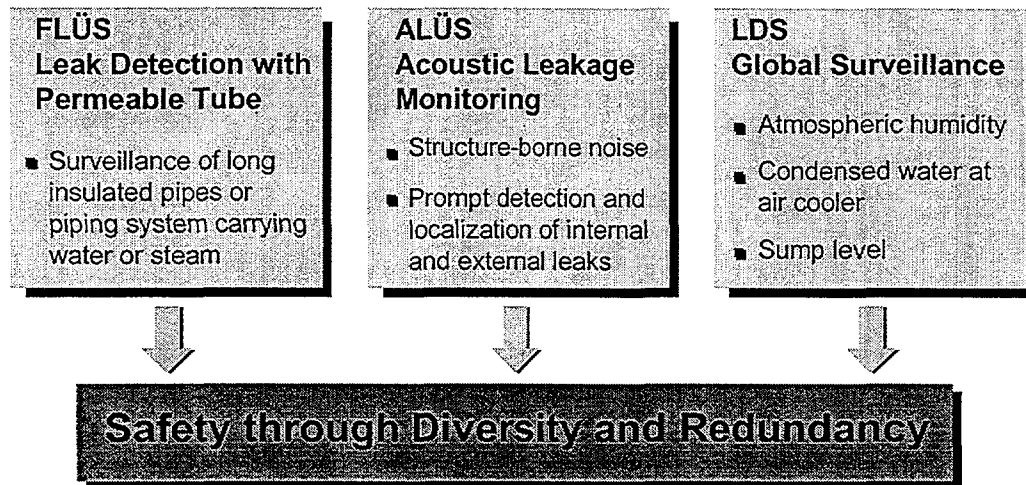 FLÜS
Leak Detection with
Permeable Tube
■ Surveillance of long
insulated pipes or
piping system carrying
water or steam
ALÜS
Acoustic Leakage
Monitoring
■ Structure-borne noise
■ Prompt detection and
localization of internal
and external leaks
LDS
Global Surveillance
■ Atmospheric humidity
■ Condensed water at
air cooler
■ Sump level
Safety through Diversity and Redundancy